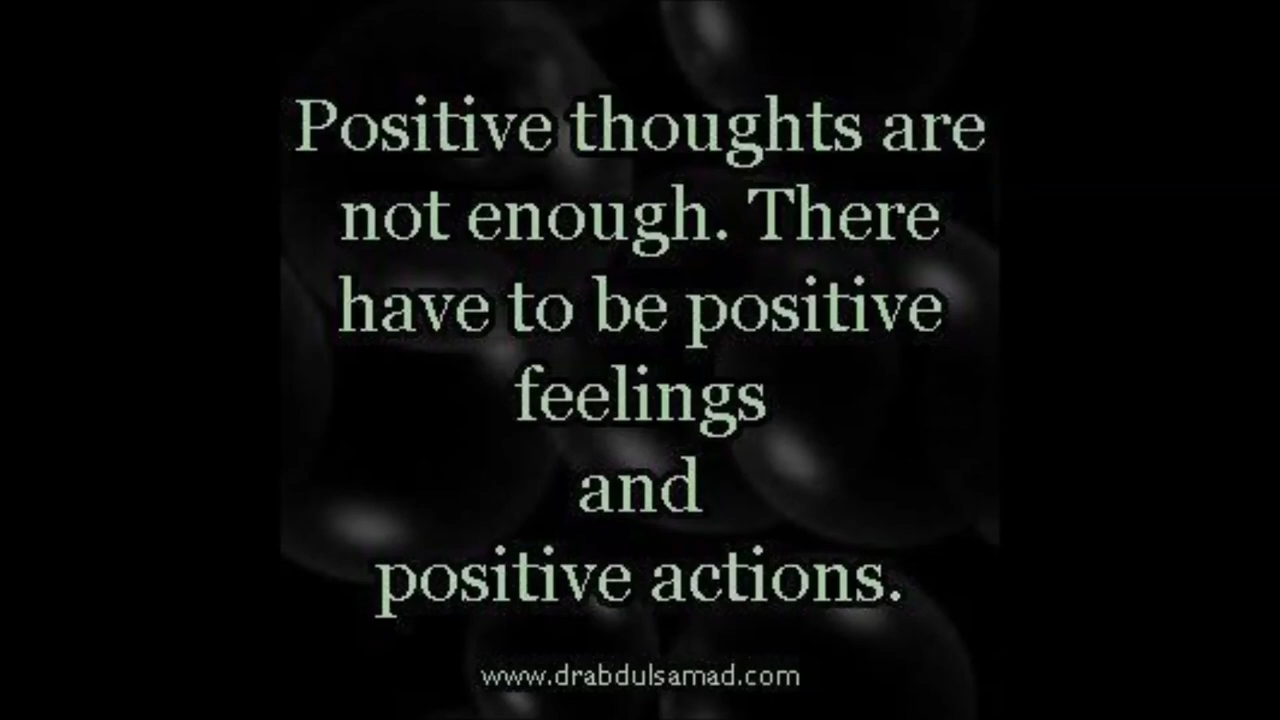 Positive thoughts are
not enough. There
have to be positive
feelings
and
positive actions.
www.drabdulsamad.com